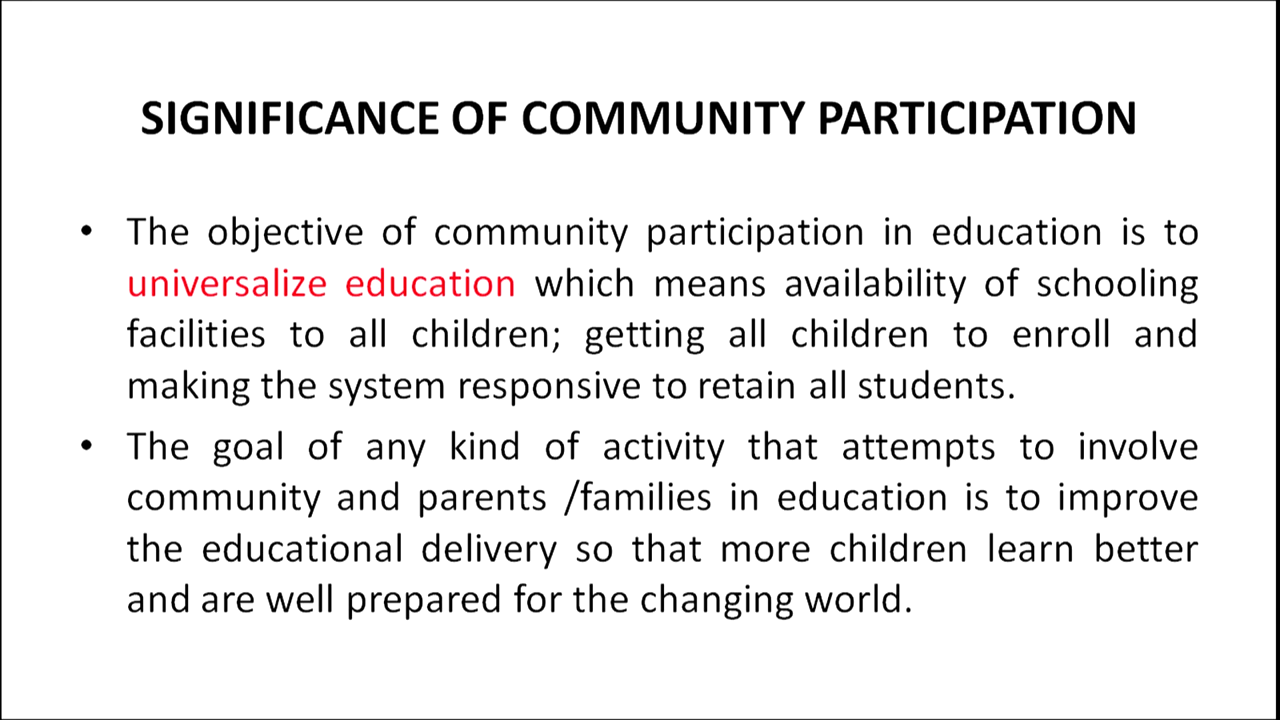 SIGNIFICANCE OF COMMUNITY PARTICIPATION
• The objective of community participation in education is to
universalize education which means availability of schooling
facilities to all children; getting all children to enroll and
making the system responsive to retain all students.
• The goal of any kind of activity that attempts to involve
community and parents /families in education is to improve
the educational delivery so that more children learn better
and are well prepared for the changing world.